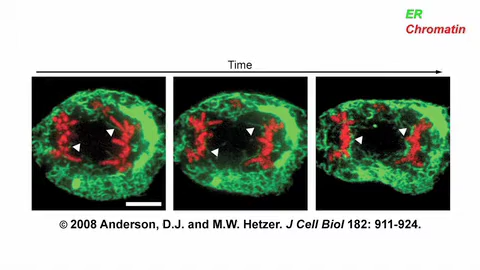 ER
Chromatin
Time
© 2008 Anderson, D.J. and M.W. Hetzer. J Cell Biol 182: 911-924.